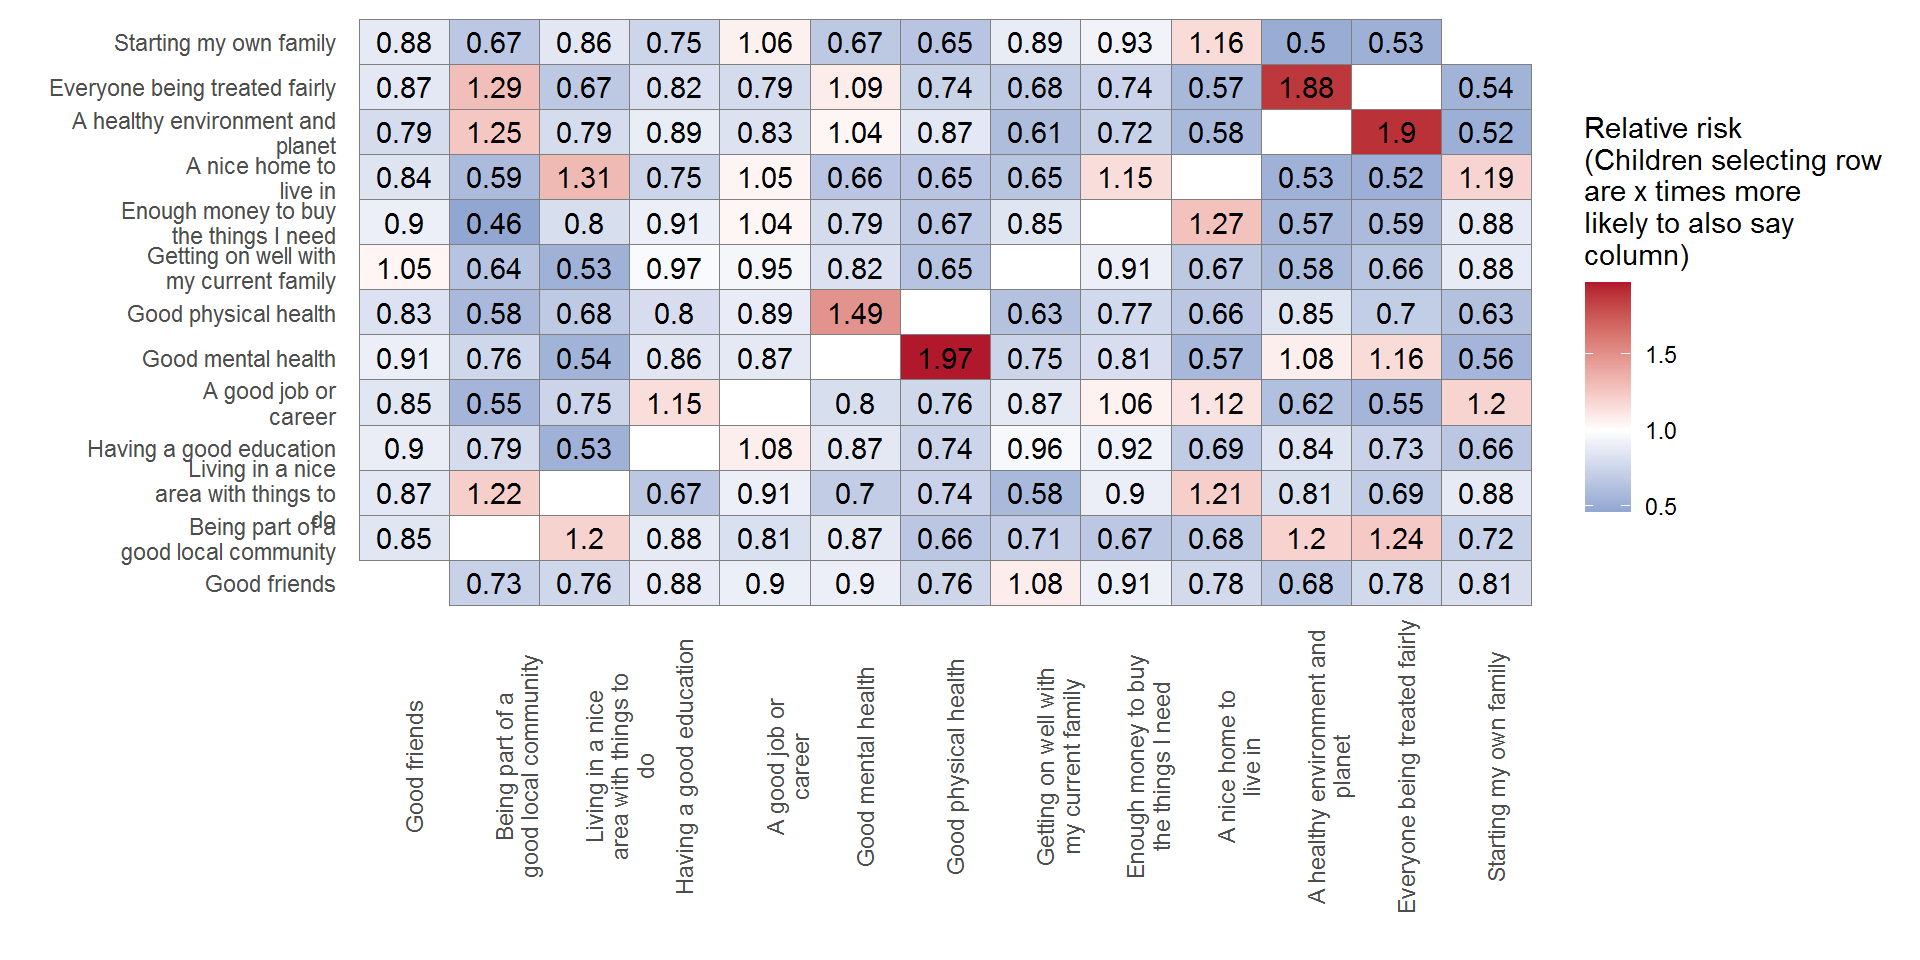 Starting my own family 0.88 0.67 0.86 0.75 1.06 0.67 0.65 0.89 0.93 1.16 0.5 0.53
Everyone being treated fairly 0.87 1.29 0.67 0.82 0.79 1.09 0.74 0.68 0.74 0.57 1.88 0.54
A healthy environment and
planet 0.79 1.25 0.79 0.89 0.83 1.04 0.87 0.61 0.72 0.58 1.9 0.52
A nice home to
live in 0.84 0.59 1.31 0.75 1.05 0.66 0.65 0.65 1.15 0.53 0.52 1.19
Enough money to buy
the things I need 0.9 0.46 0.8 0.91 1.04 0.79 0.67 0.85 1.27 0.57 0.59 0.88
Getting on well with
my current family 1.05 0.64 0.53 0.97 0.95 0.82 0.65 0.91 0.67 0.58 0.66 0.88
Good physical health 0.83 0.58 0.68 0.8 0.89 1.49 0.63 0.77 0.66 0.85 0.7 0.63
Good mental health 0.91 0.76 0.54 0.86 0.87 1.97 0.75 0.81 0.57 1.08 1.16 0.56
A good job or
career 0.85 0.55 0.75 1.15 0.8 0.76 0.87 1.06 1.12 0.62 0.55 1.2
Having a good education 0.9 0.79 0.53 1.08 0.87 0.74 0.96 0.92 0.69 0.84 0.73 0.66
Living in a nice
area with things to
do 0.87 1.22 0.67 0.91 0.7 0.74 0.58 0.9 1.21 0.81 0.69 0.88
Being part of a
good local community 0.85 1.2 0.88 0.81 0.87 0.66 0.71 0.67 0.68 1.2 1.24 0.72
Good friends 0.73 0.76 0.88 0.9 0.9 0.76 1.08 0.91 0.78 0.68 0.78 0.81
Good friends
Being part of a
good local community
Living in a nice
area with things to
do
Having a good education
A good job or
career
Good mental health
Good physical health
Getting on well with
my current family
Enough money to buy
the things I need
A nice home to
live in
A healthy environment and
planet
Everyone being treated fairly
Starting my own family
Relative risk
(Children selecting row
are x times more
likely to also say
column)
1.5
1.0
0.5